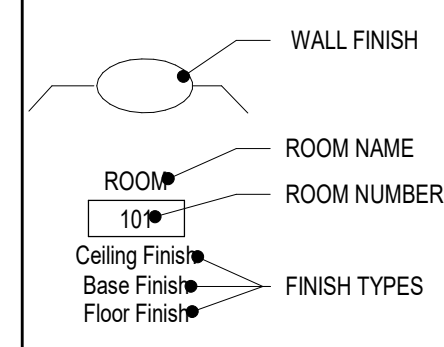 WALL FINISH
ROOM NAME
ROOM
ROOM NUMBER
101
Ceiling Finish
Base Finish
FINISH TYPES
Floor Finish